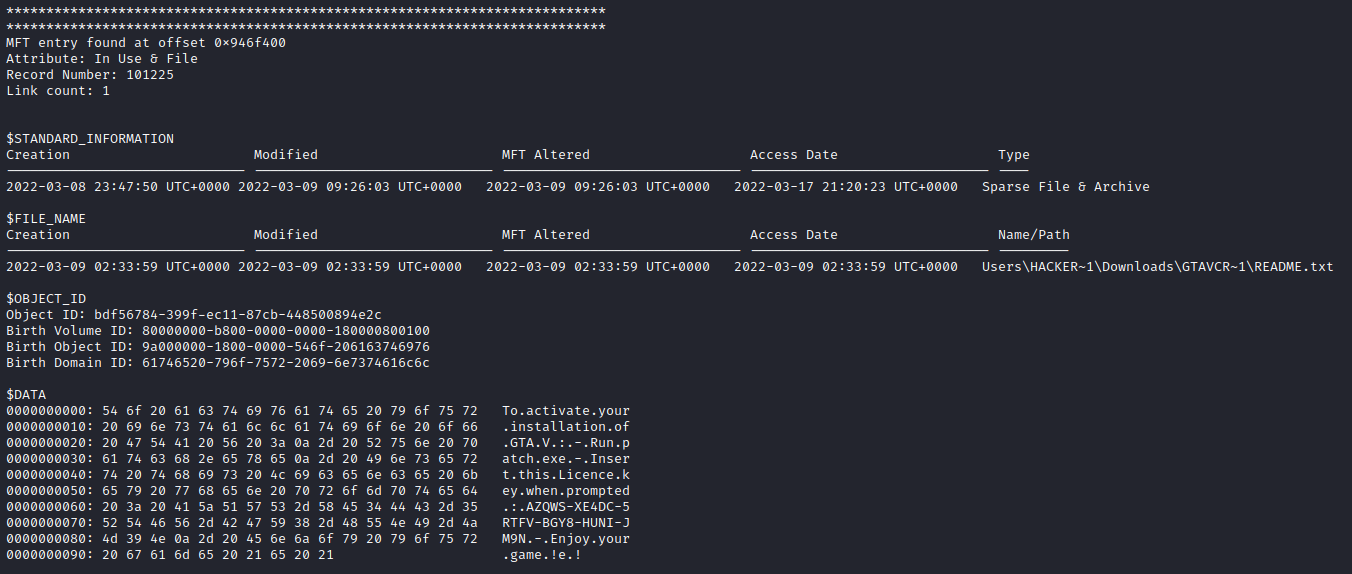 ***************************************************************************
***************************************************************************
MFT entry found at offset 0×946f400
Attribute: In Use & File
Record Number: 101225
Link count: 1
$STANDARD_INFORMATION
Creation                       Modified                       MFT Altered                    Access Date                    Type
------------------------------ ------------------------------ ------------------------------ ------------------------------ ----
2022-03-08 23:47:50 UTC+0000 2022-03-09 09:26:03 UTC+0000   2022-03-09 09:26:03 UTC+0000   2022-03-17 21:20:23 UTC+0000   Sparse File & Archive
$FILE_NAME
Creation                       Modified                       MFT Altered                    Access Date                    Name/Path
------------------------------ ------------------------------ ------------------------------ ------------------------------ ---------
2022-03-09 02:33:59 UTC+0000 2022-03-09 02:33:59 UTC+0000   2022-03-09 02:33:59 UTC+0000   2022-03-09 02:33:59 UTC+0000   Users\HACKER~1\Downloads\GTAVCR~1\README.txt
$OBJECT_ID
Object ID: bdf56784-399f-ec11-87cb-448500894e2c
Birth Volume ID: 80000000-b800-0000-0000-180000800100
Birth Object ID: 9a000000-1800-0000-546f-206163746976
Birth Domain ID: 61746520-796f-7572-2069-6e7374616c6c
$DATA
0000000000: 54 6f 20 61 63 74 69 76 61 74 65 20 79 6f 75 72   To.activate.your
0000000010: 20 69 6e 73 74 61 6c 6c 61 74 69 6f 6e 20 6f 66   .installation.of
0000000020: 20 47 54 41 20 56 20 3a 0a 2d 20 52 75 6e 20 70   .GTA.V.:.-.Run.p
0000000030: 61 74 63 68 2e 65 78 65 0a 2d 20 49 6e 73 65 72   atch.exe.-.Inser
0000000040: 74 20 74 68 69 73 20 4c 69 63 65 6e 63 65 20 6b   t.this.Licence.k
0000000050: 65 79 20 77 68 65 6e 20 70 72 6f 6d 70 74 65 64   ey.when.prompted
0000000060: 20 3a 20 41 5a 51 57 53 2d 58 45 34 44 43 2d 35   .:.AZQWS-XE4DC-5
0000000070: 52 54 46 56 2d 42 47 59 38 2d 48 55 4e 49 2d 4a   RTFV-BGY8-HUNI-J
0000000080: 4d 39 4e 0a 2d 20 45 6e 6a 6f 79 20 79 6f 75 72   M9N.-.Enjoy.your
0000000090: 20 67 61 6d 65 20 21 65 20 21                     .game.!e.!